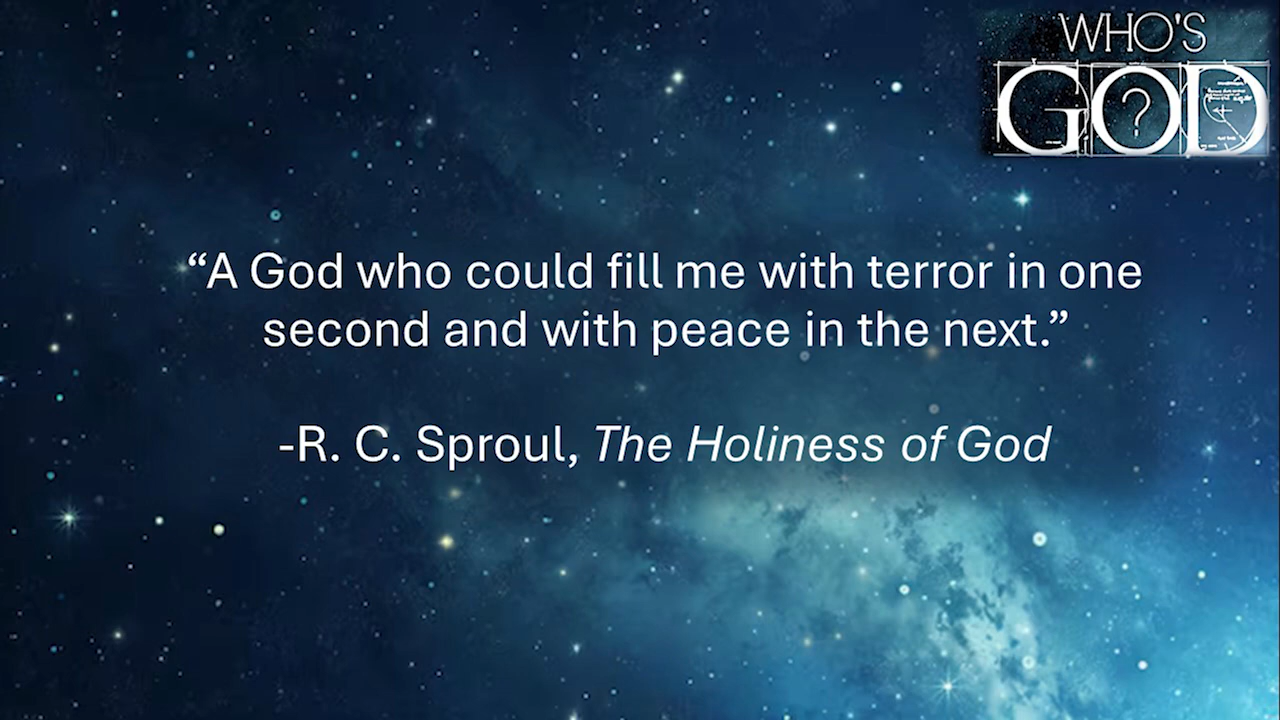 WHO'S
GOD
?
“A God who could fill me with terror in one
second and with peace in the next.”
-R. C. Sproul, The Holiness of God